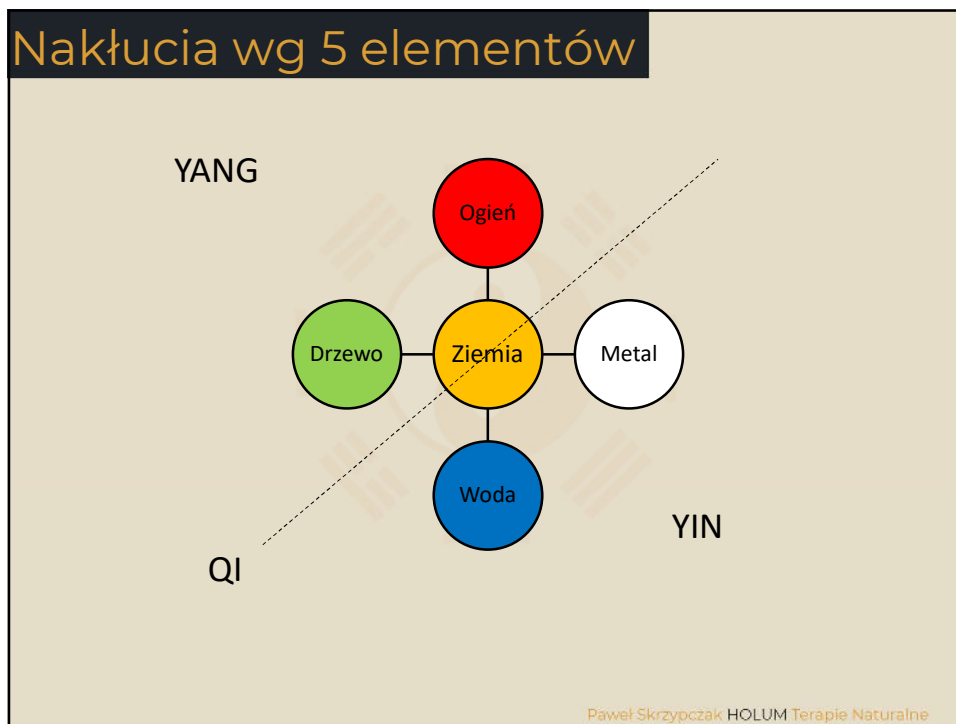 Nakłucia wg 5 elementów
YANG
Ogień
Drzewo
Ziemia
Metal
Woda
YIN
QI
Paweł Skrzypczak HOLUM Terapie Naturalne